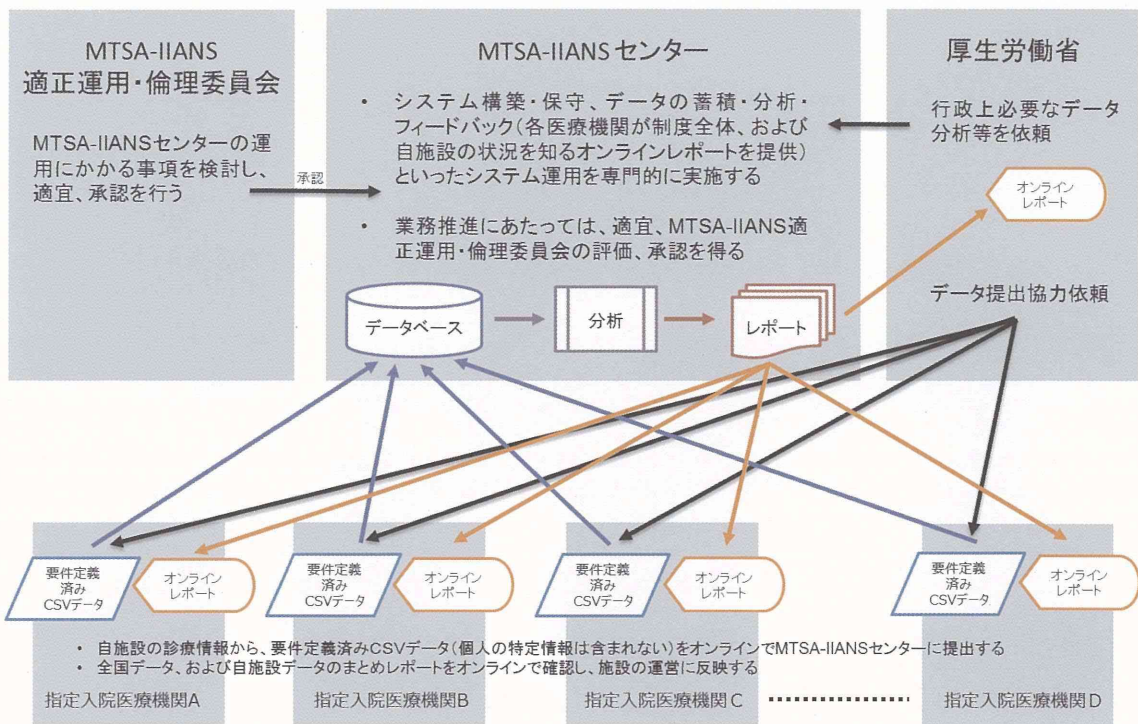 MTSA-IIANS
適正運用・倫理委員会
MTSA-IIANSセンターの運
用にかかる事項を検討し、
適宜、承認を行う
承認
MTSA-IIANS センター
• システム構築・保守、データの蓄積・分析・
フィードバック(各医療機関が制度全体、および
自施設の状況を知るオンラインレポートを提供)
といったシステム運用を専門的に実施する
• 業務推進にあたっては、適宜、MTSA-IIANS適
正運用・倫理委員会の評価、承認を得る
データベース
分析
レポート
厚生労働省
行政上必要なデータ
分析等を依頼
オンライン
レポート
データ提出協力依頼
要件定義
済み
CSVデータ
オンライン
レポート
要件定義
済み
CSVデータ
オンライン
レポート
要件定義
済み
CSVデータ
オンライン
レポート
要件定義
済み
CSVデータ
オンライン
レポート
• 自施設の診療情報から、要件定義済みCSVデータ(個人の特定情報は含まれない)をオンラインでMTSA-IIANSセンターに提出する
• 全国データ、および自施設データのまとめレポートをオンラインで確認し、施設の運営に反映する
指定入院医療機関A
指定入院医療機関B
指定入院医療機関C
指定入院医療機関D